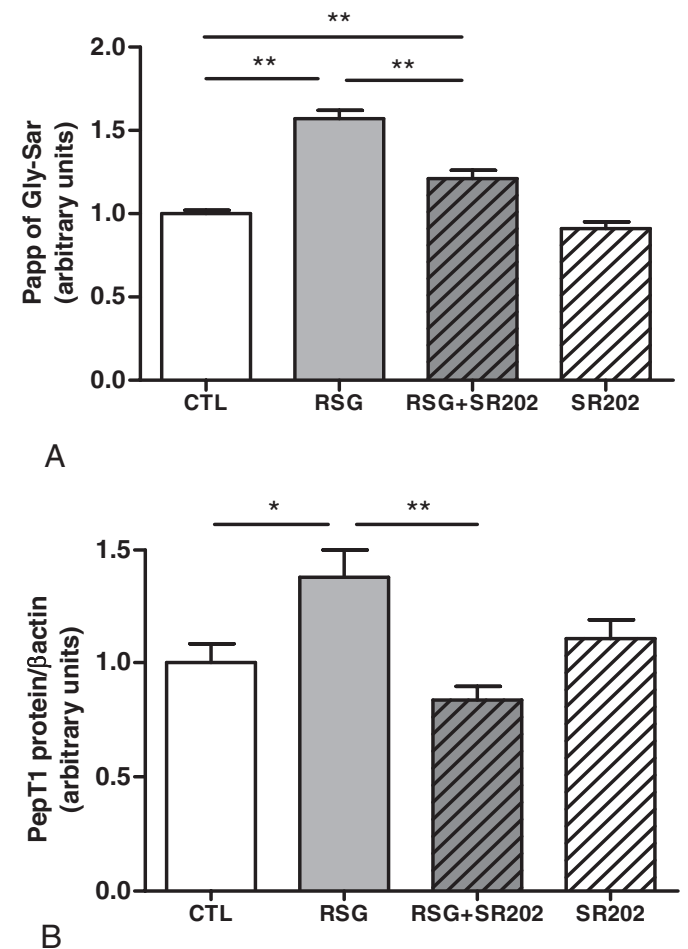 **
** **
2.0
1.5
1.0
0.5
0.0
Papp of Gly-Sar
(arbitrary units)
CTL RSG RSG+SR202 SR202
A
* **
1.5
1.0
0.5
0.0
PepT1 protein/βactin
(arbitrary units)
CTL RSG RSG+SR202 SR202
B